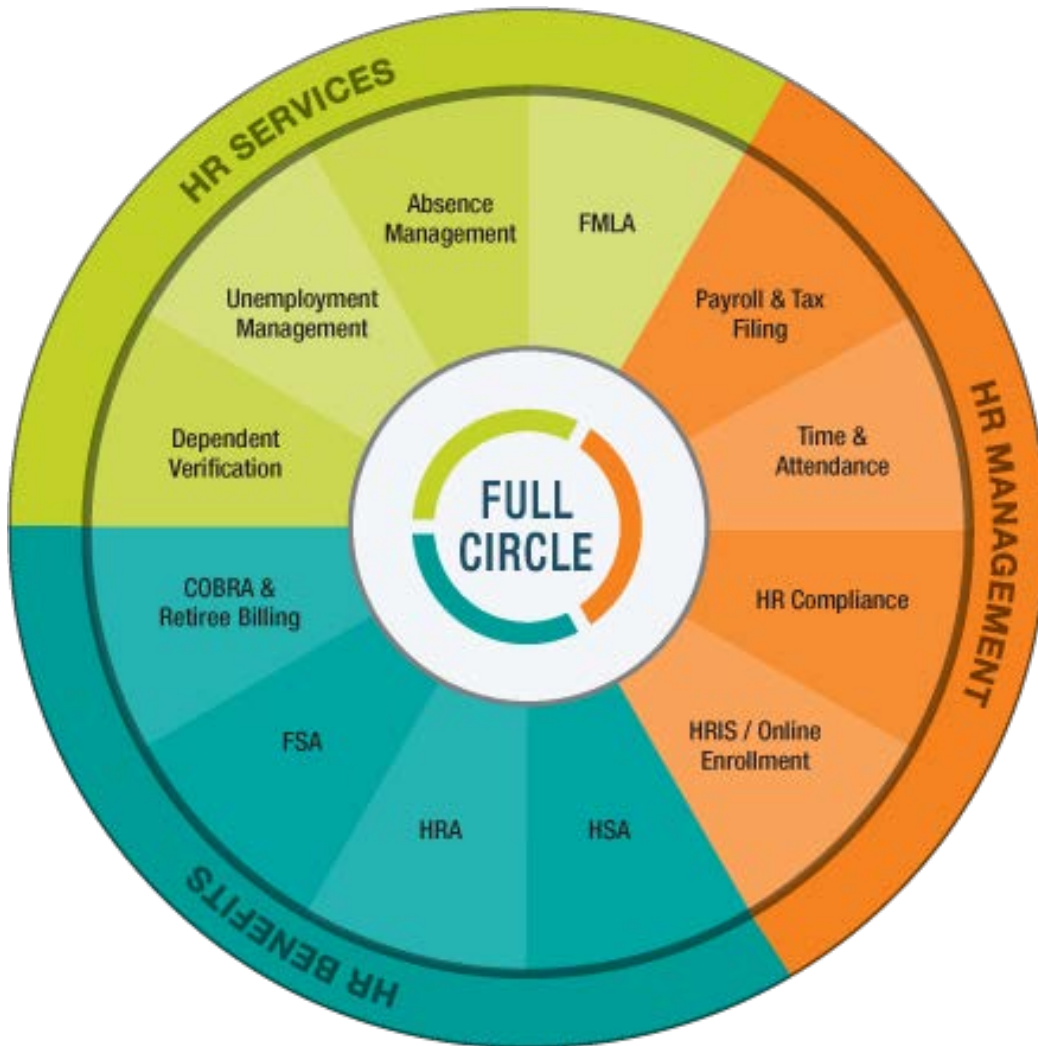 HR SERVICES
Absence
Management
FMLA
Unemployment
Management
Payroll & Tax
Filing
Dependent
Verification
Time &
Attendance
HR MANAGEMENT
FULL
CIRCLE
COBRA &
Retiree Billing
HR Compliance
FSA
HRIS / Online
Enrollment
HRA
HSA
HR BENEFITS